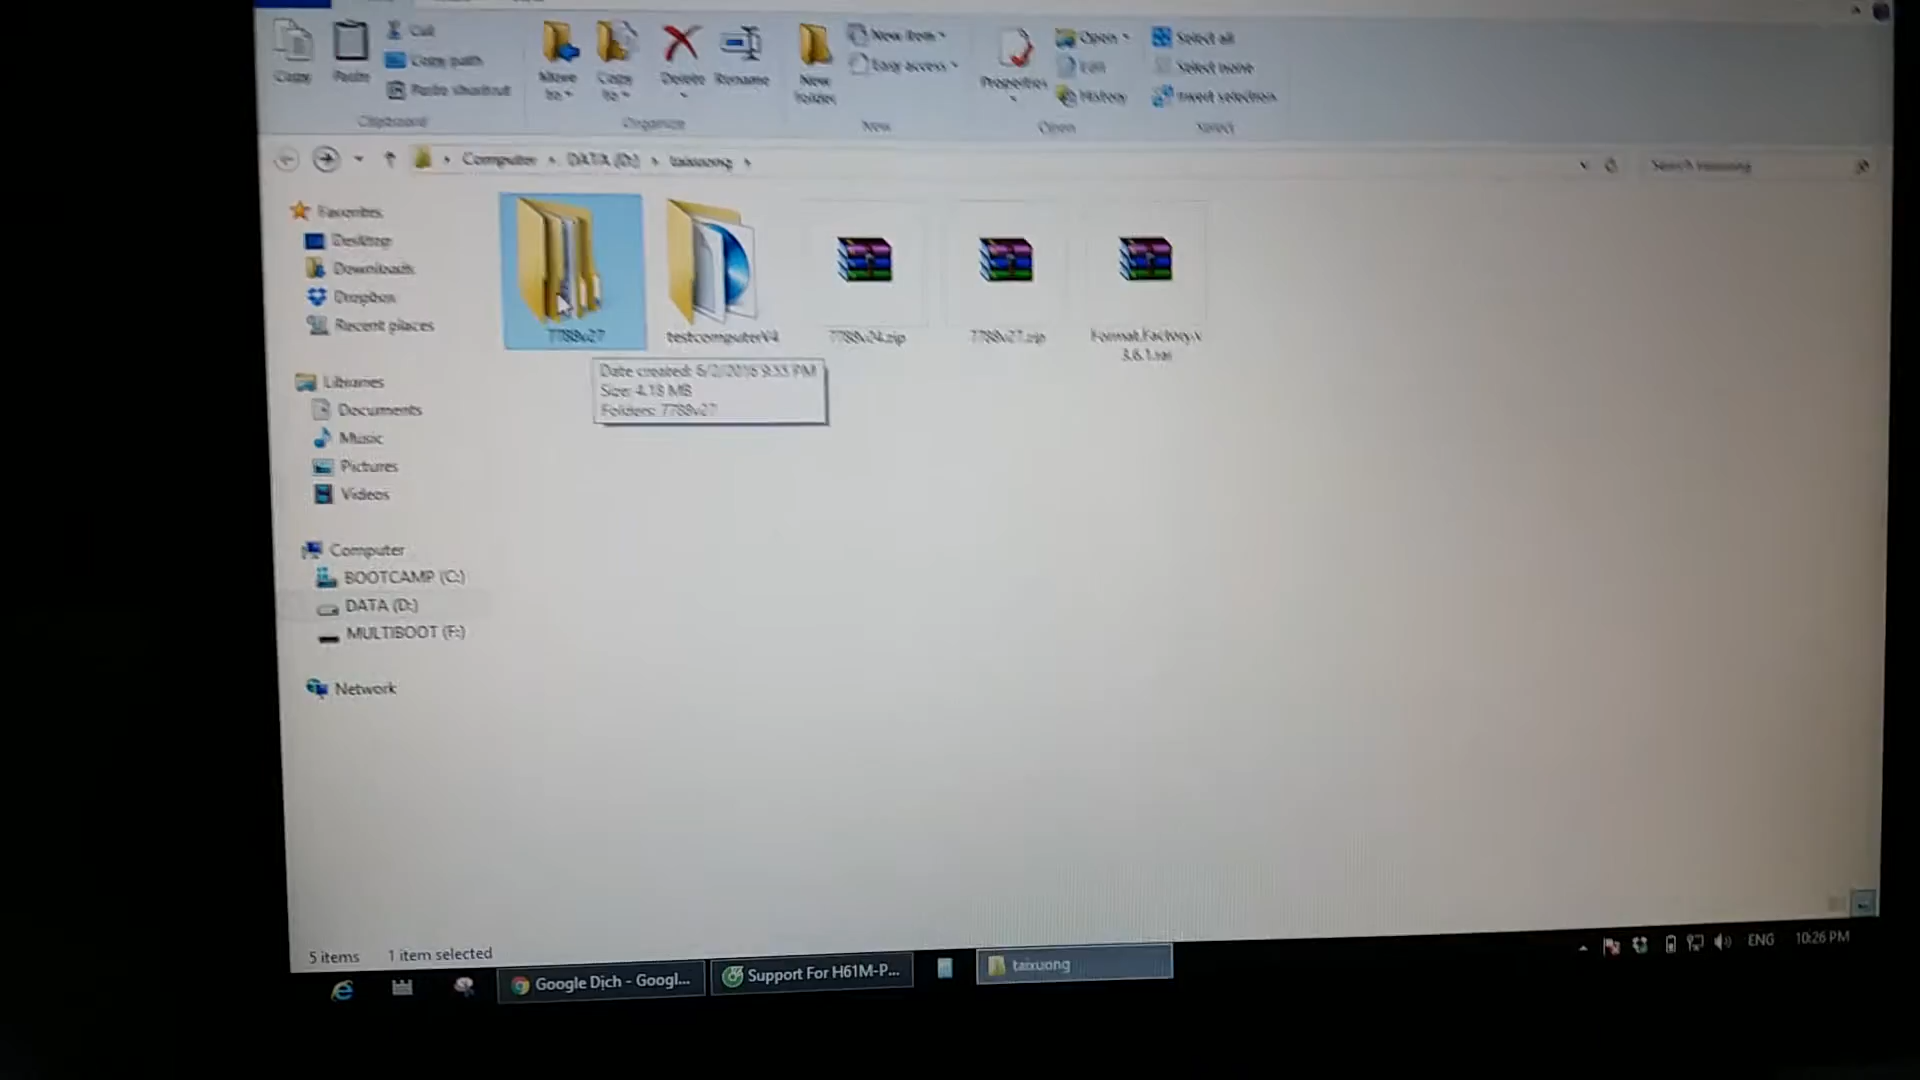 Cut
Copy
Paste
Copy path
Paste shortcut
Clipboard
Move to
Copy to
Delete
Rename
Organize
New folder
New item
Easy access
New
Properties
Open
Edit
History
Open
Select all
Select none
Invert selection
Select
Computer
DATA (D:)
taixuong
Search taixuong
Favorites
Desktop
Downloads
Dropbox
Recent places
Libraries
Documents
Music
Pictures
Videos
Computer
BOOTCAMP (C:)
DATA (D:)
MULTIBOOT (F:)
Network
7788v27
testcomputerV4
7788v24.zip
7788v27.zip
Format.Factory.v
3.6.1.rar
Date created: 6/2/2016 9:55 PM
Size: 4.18 MB
Folders: 7788v27
5 items
1 item selected
Google Dịch - Googl...
Support For H61M-P...
taixuong
ENG
10:26 PM